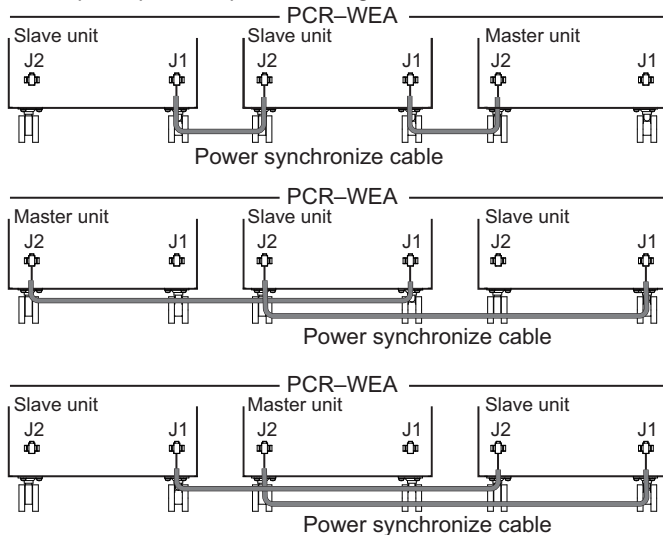 PCR–WEA
Slave unit Slave unit Master unit
J2 J1 J2 J1 J2 J1
Power synchronize cable
PCR–WEA
Master unit Slave unit Slave unit
J2 J1 J2 J1 J2 J1
Power synchronize cable
PCR–WEA
Slave unit Master unit Slave unit
J2 J1 J2 J1 J2 J1
Power synchronize cable